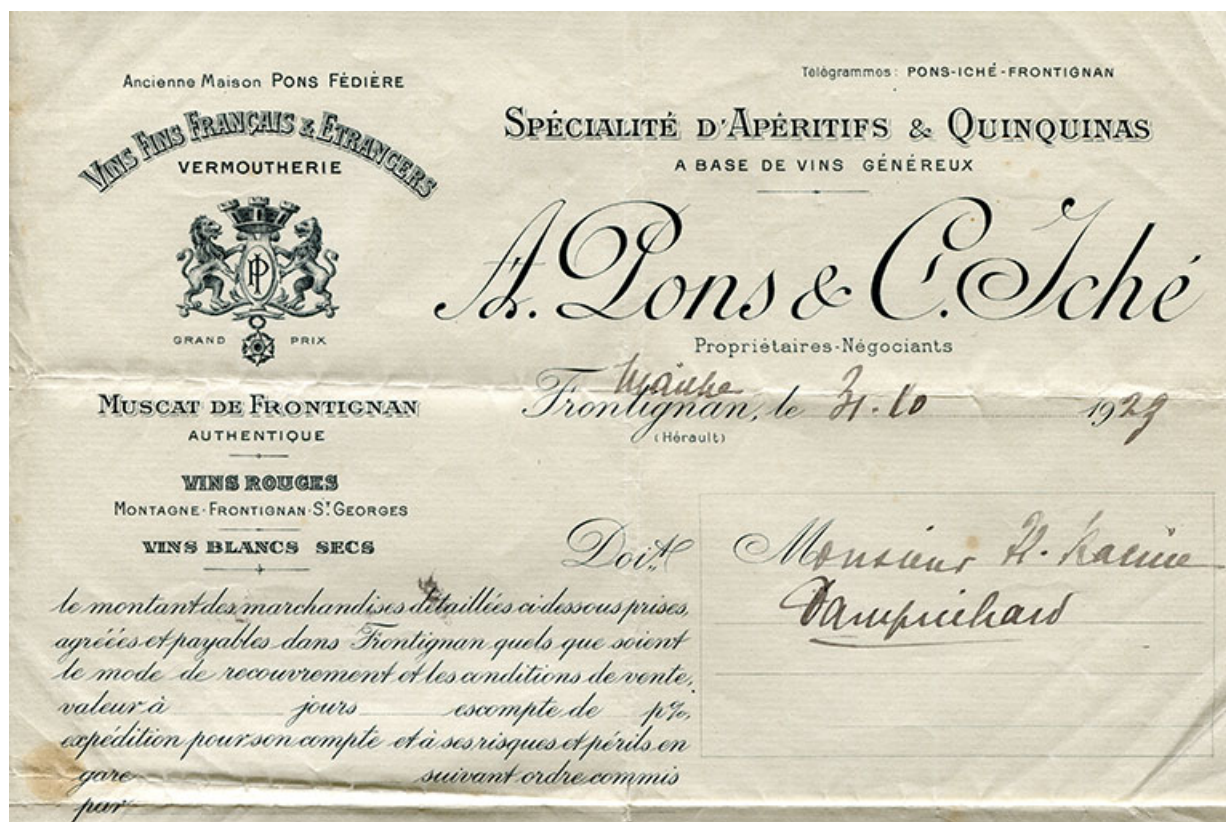 Ancienne Maison PONS FÉDIÈRE
VINS FINS FRANÇAIS & ETRANGERS
VERMOUTHERIE
GRAND PRIX
MUSCAT DE FRONTIGNAN
AUTHENTIQUE
VINS ROUGES
MONTAGNE-FRONTIGNAN-ST GEORGES
VINS BLANCS SECS
Télégrammes: PONS-ICHÉ-FRONTIGNAN
SPÉCIALITÉ D'APÉRITIFS & QUINQUINAS
A BASE DE VINS GÉNÉREUX
A. Pons & C. Iché
Propriétaires-Négociants
Maîche
Frontignan, le 31.10 1929
(Hérault)
Doit
Monsieur H. Racine
Damprichard
le montant des marchandises détaillées ci-dessous prises,
agréées et payables dans Frontignan quels que soient
le mode de recouvrement et les conditions de vente,
valeur à jours escompte de p%,
expédition pour son compte et à ses risques et périls en
gare suivant ordre commis
par